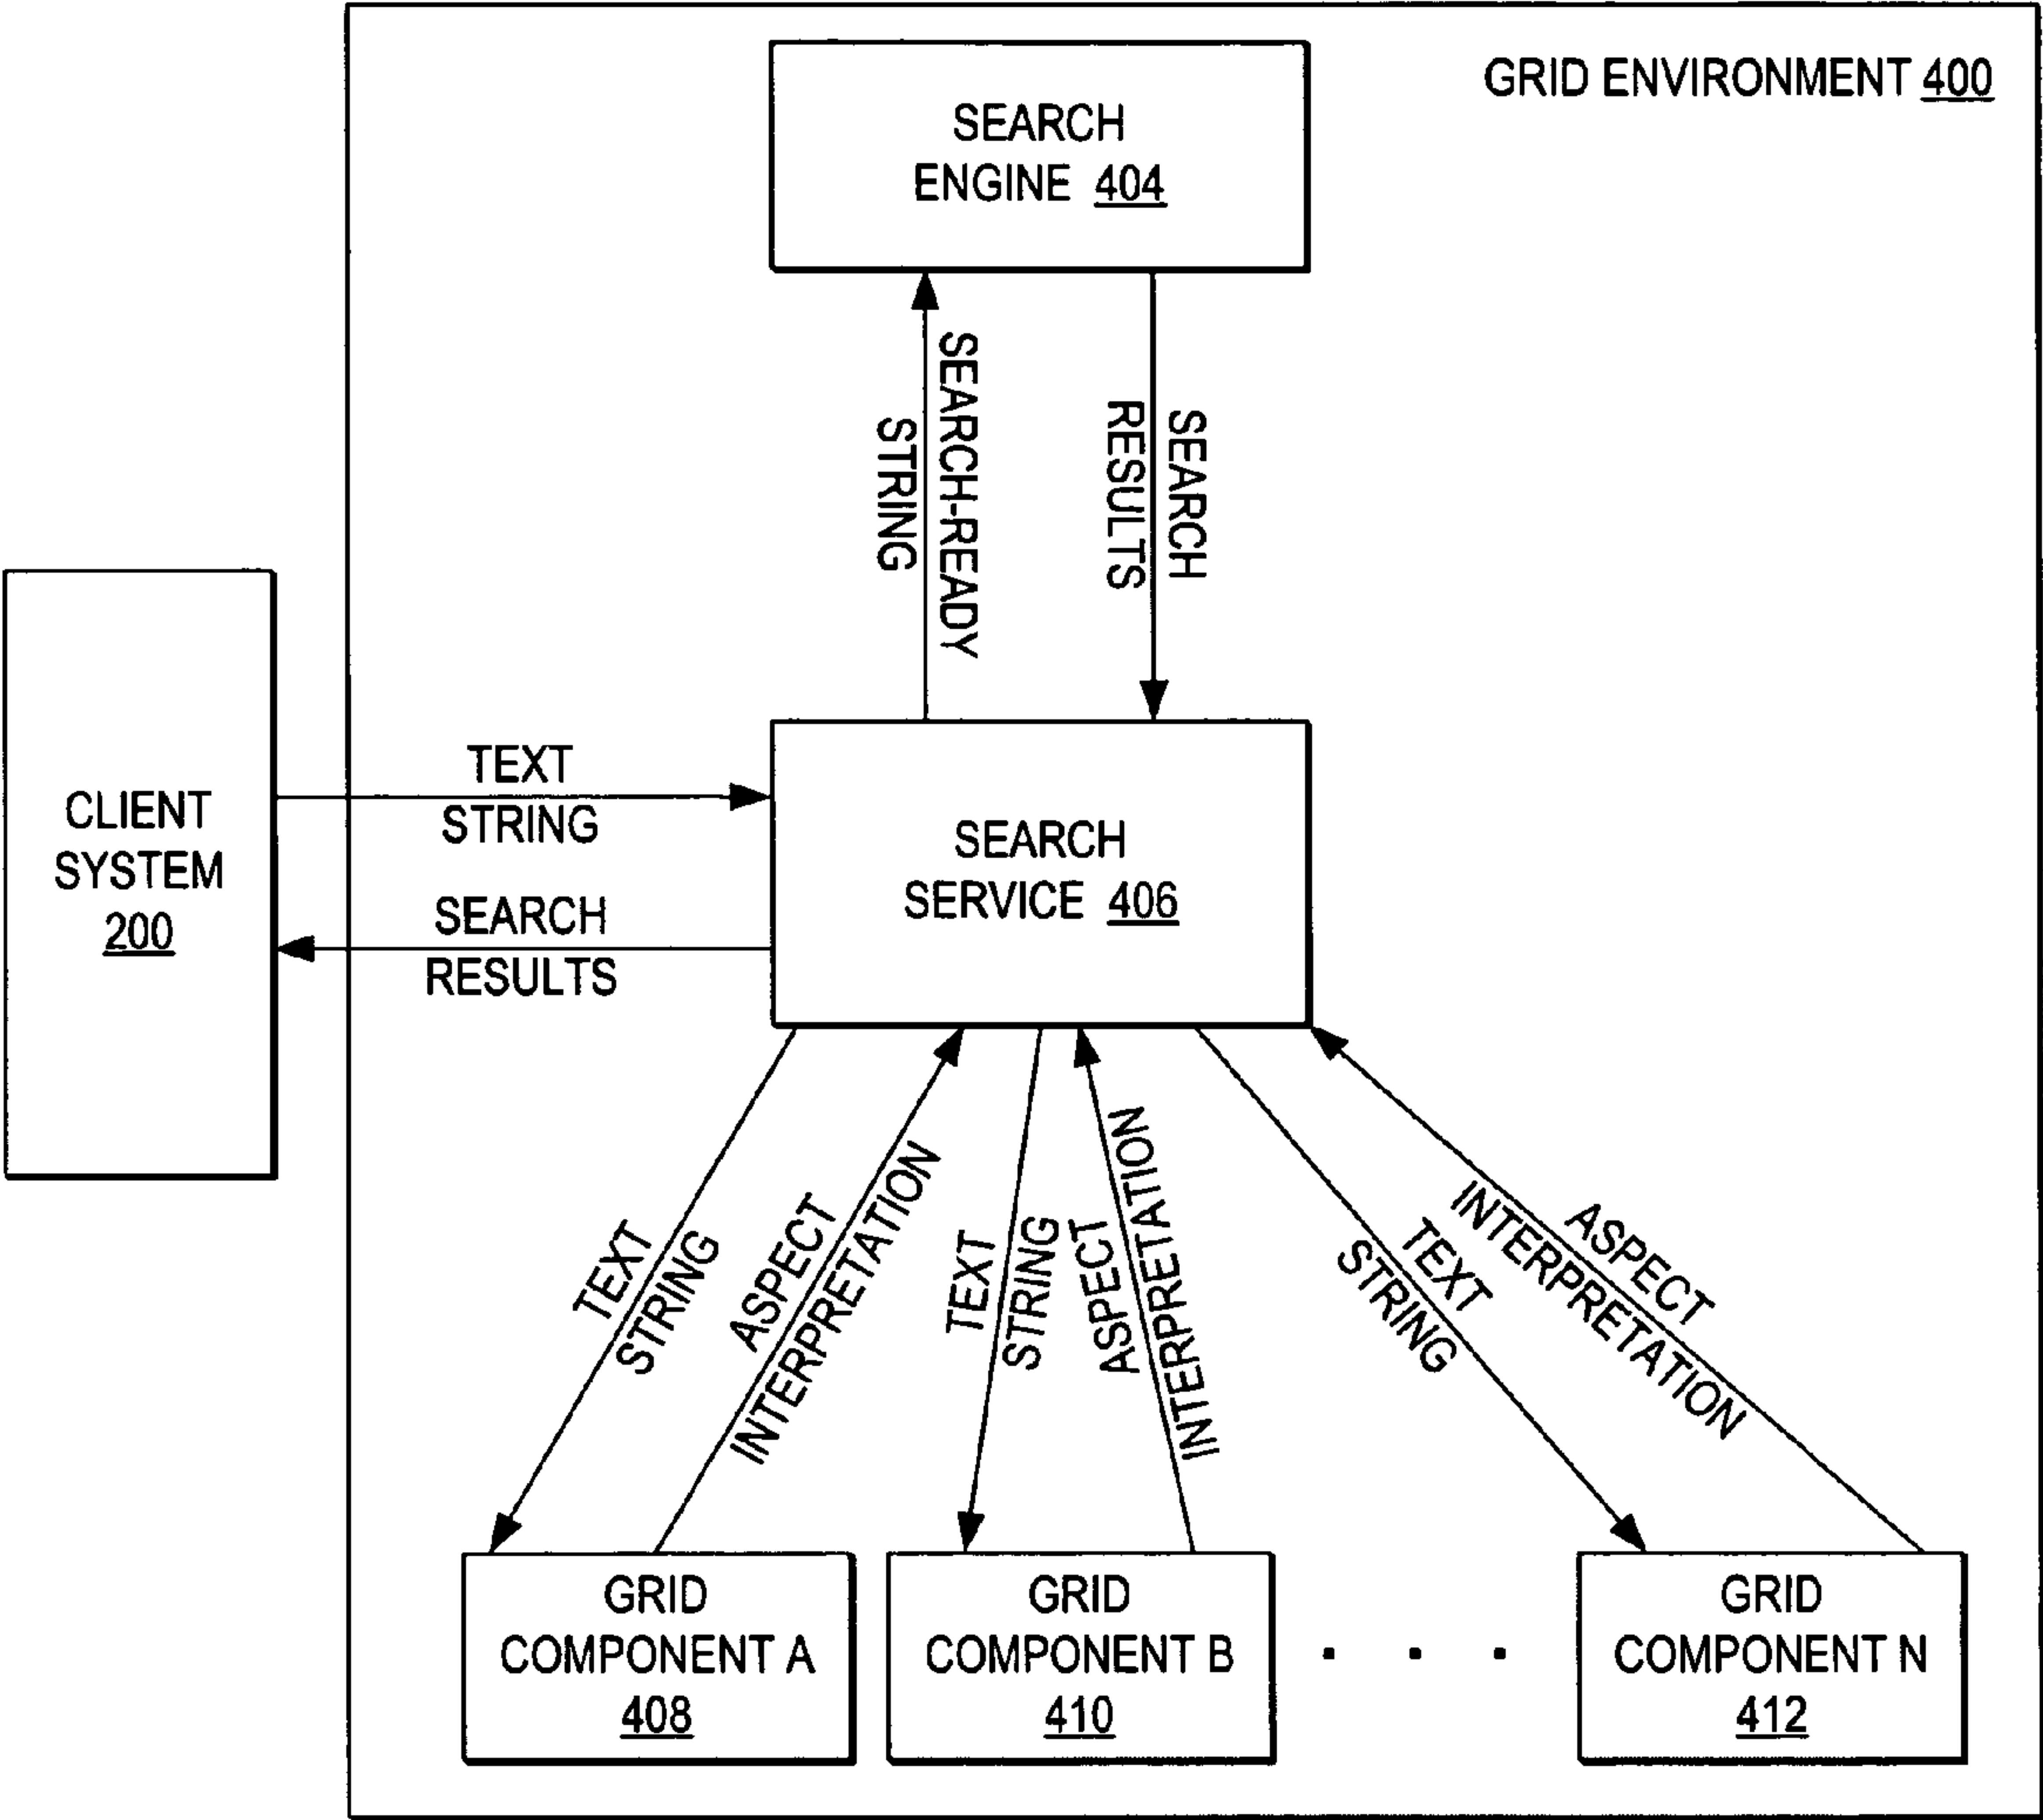 GRID ENVIRONMENT 400
SEARCH
ENGINE 404
SEARCH-READY
STRING
SEARCH
RESULTS
CLIENT
SYSTEM
200
TEXT
STRING
SEARCH
RESULTS
SEARCH
SERVICE 406
TEXT
STRING
ASPECT
INTERPRETATION
TEXT
STRING
ASPECT
INTERPRETATION
TEXT
STRING
ASPECT
INTERPRETATION
GRID
COMPONENT A
408
GRID
COMPONENT B
410
. . .
GRID
COMPONENT N
412